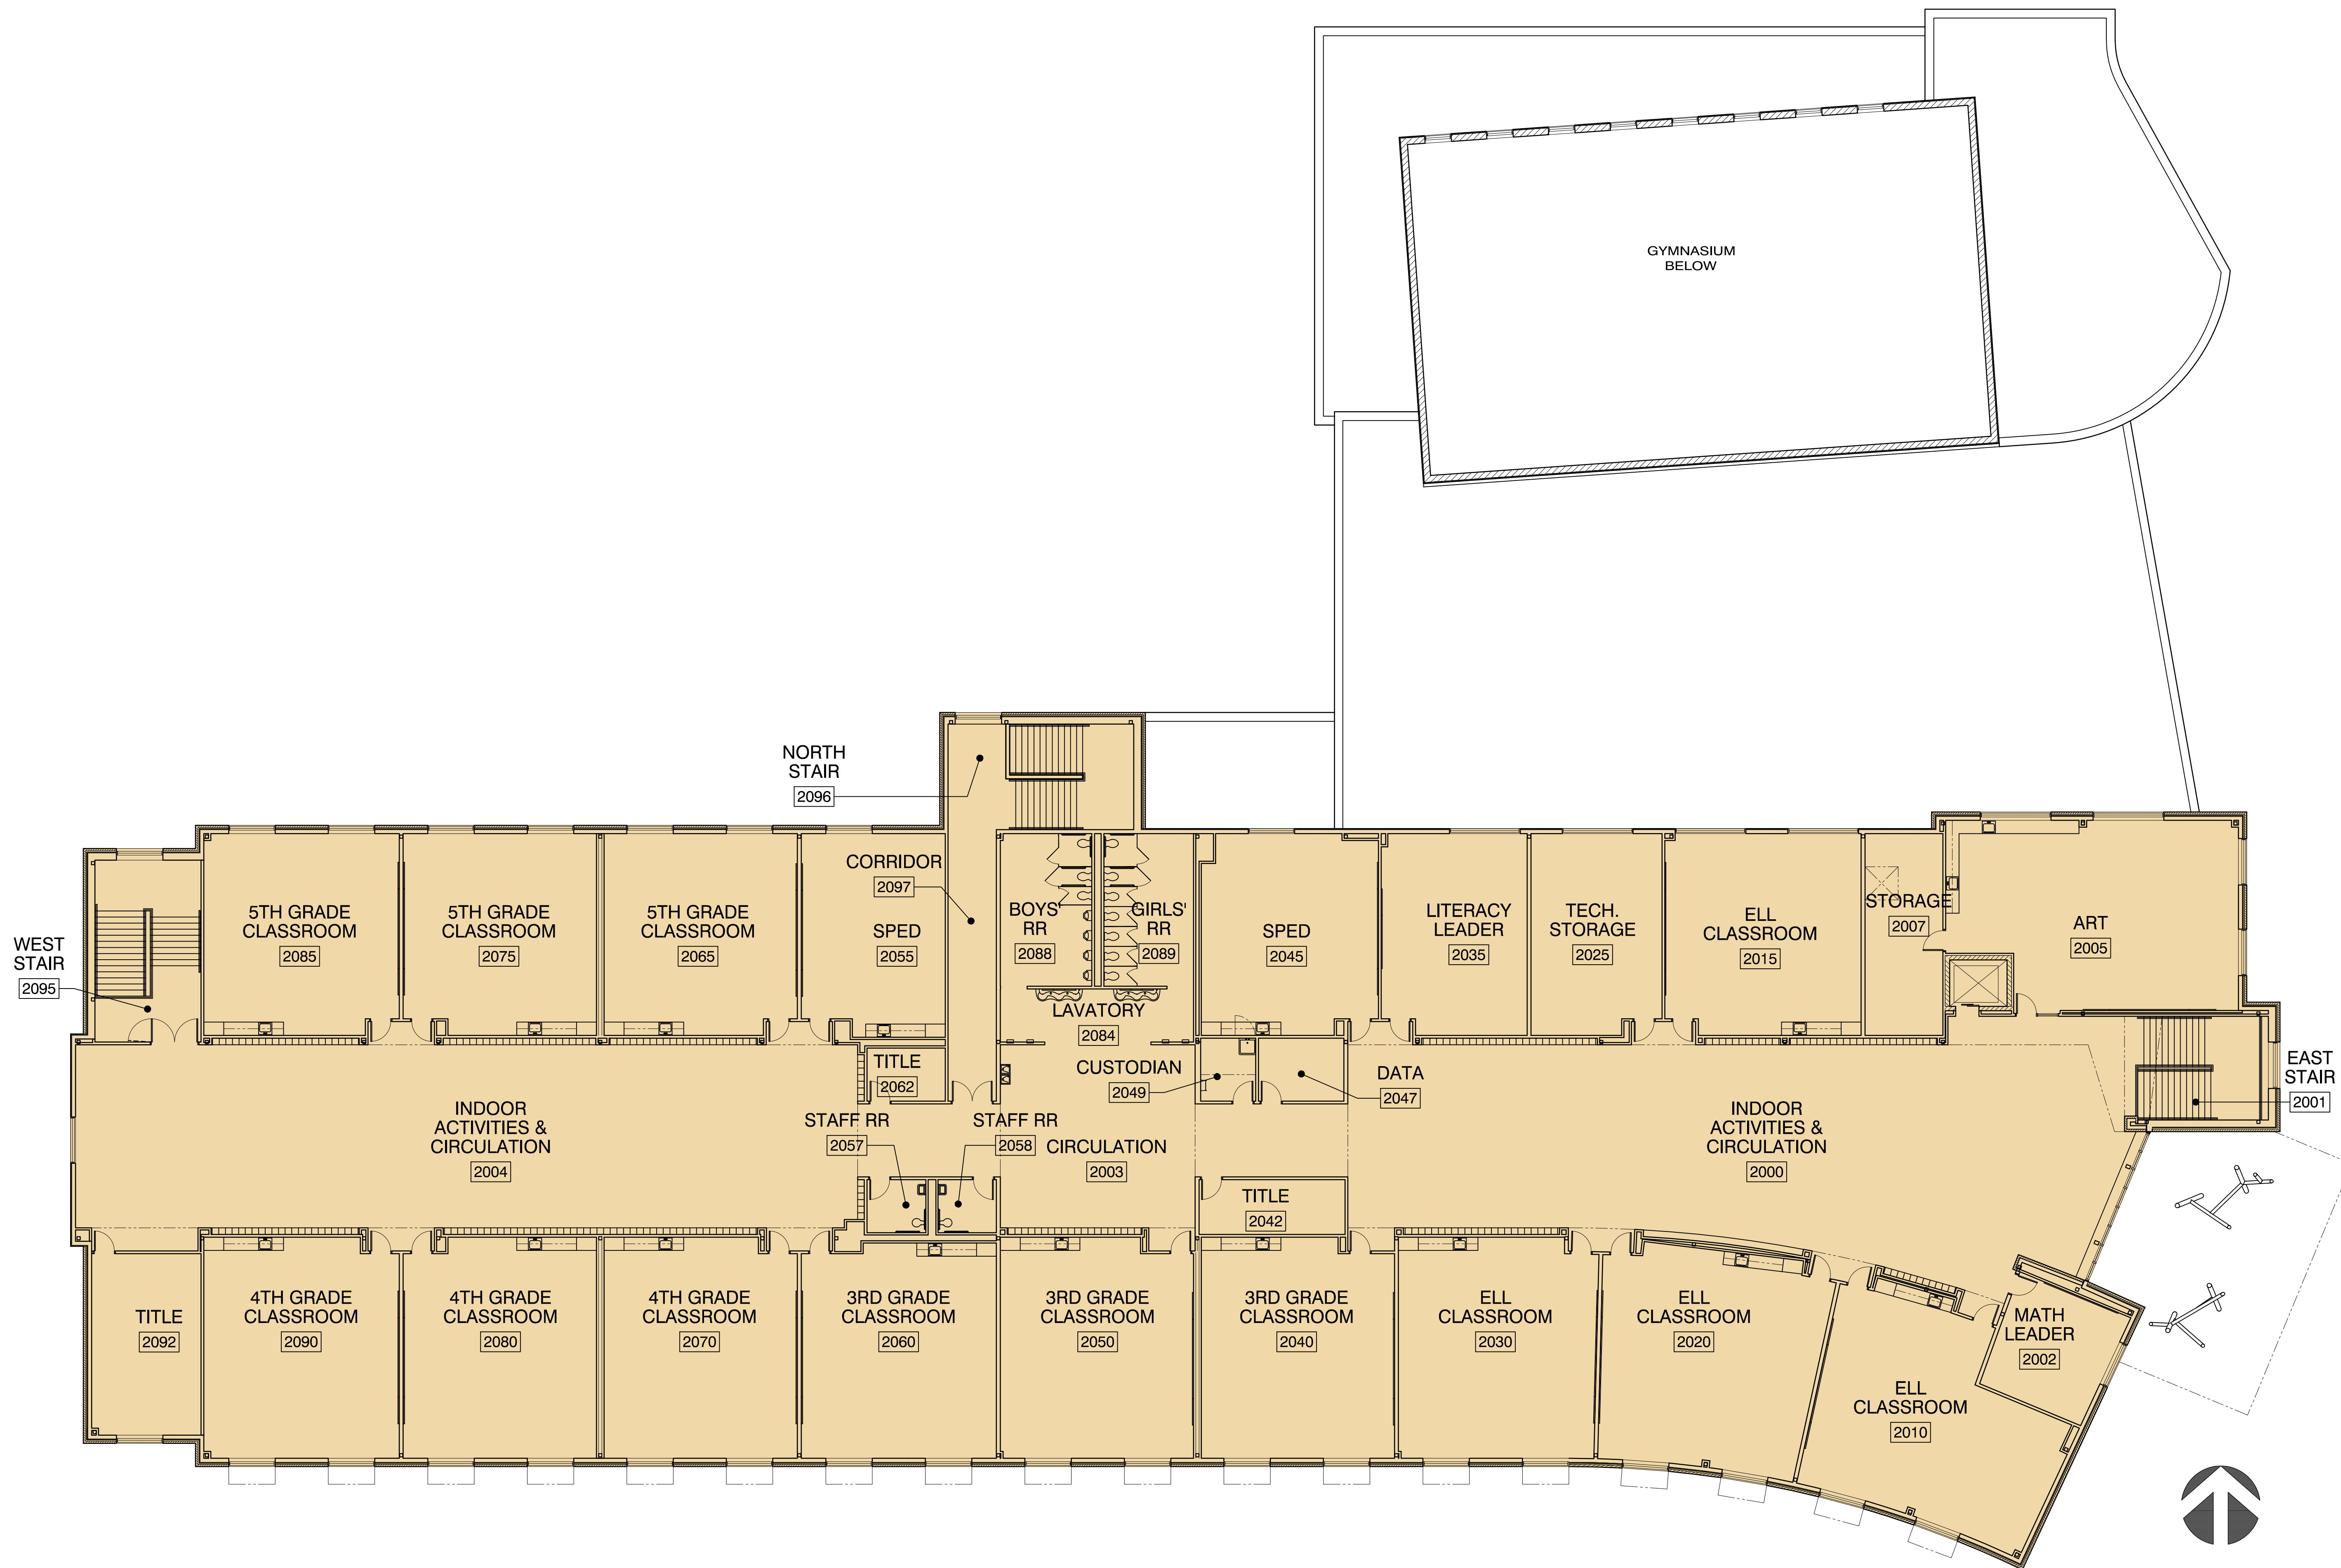 GYMNASIUM
BELOW
NORTH
STAIR
2096
CORRIDOR
2097
WEST
STAIR
2095
5TH GRADE
CLASSROOM
2085
5TH GRADE
CLASSROOM
2075
5TH GRADE
CLASSROOM
2065
SPED
2055
BOYS'
RR
2088
GIRLS'
RR
2089
SPED
2045
LITERACY
LEADER
2035
TECH.
STORAGE
2025
ELL
CLASSROOM
2015
STORAGE
2007
ART
2005
LAVATORY
2084
TITLE
2062
CUSTODIAN
2049
DATA
2047
EAST
STAIR
2001
INDOOR
ACTIVITIES &
CIRCULATION
2004
STAFF RR
2057
STAFF RR
2058
CIRCULATION
2003
INDOOR
ACTIVITIES &
CIRCULATION
2000
TITLE
2042
TITLE
2092
4TH GRADE
CLASSROOM
2090
4TH GRADE
CLASSROOM
2080
4TH GRADE
CLASSROOM
2070
3RD GRADE
CLASSROOM
2060
3RD GRADE
CLASSROOM
2050
3RD GRADE
CLASSROOM
2040
ELL
CLASSROOM
2030
ELL
CLASSROOM
2020
MATH
LEADER
2002
ELL
CLASSROOM
2010